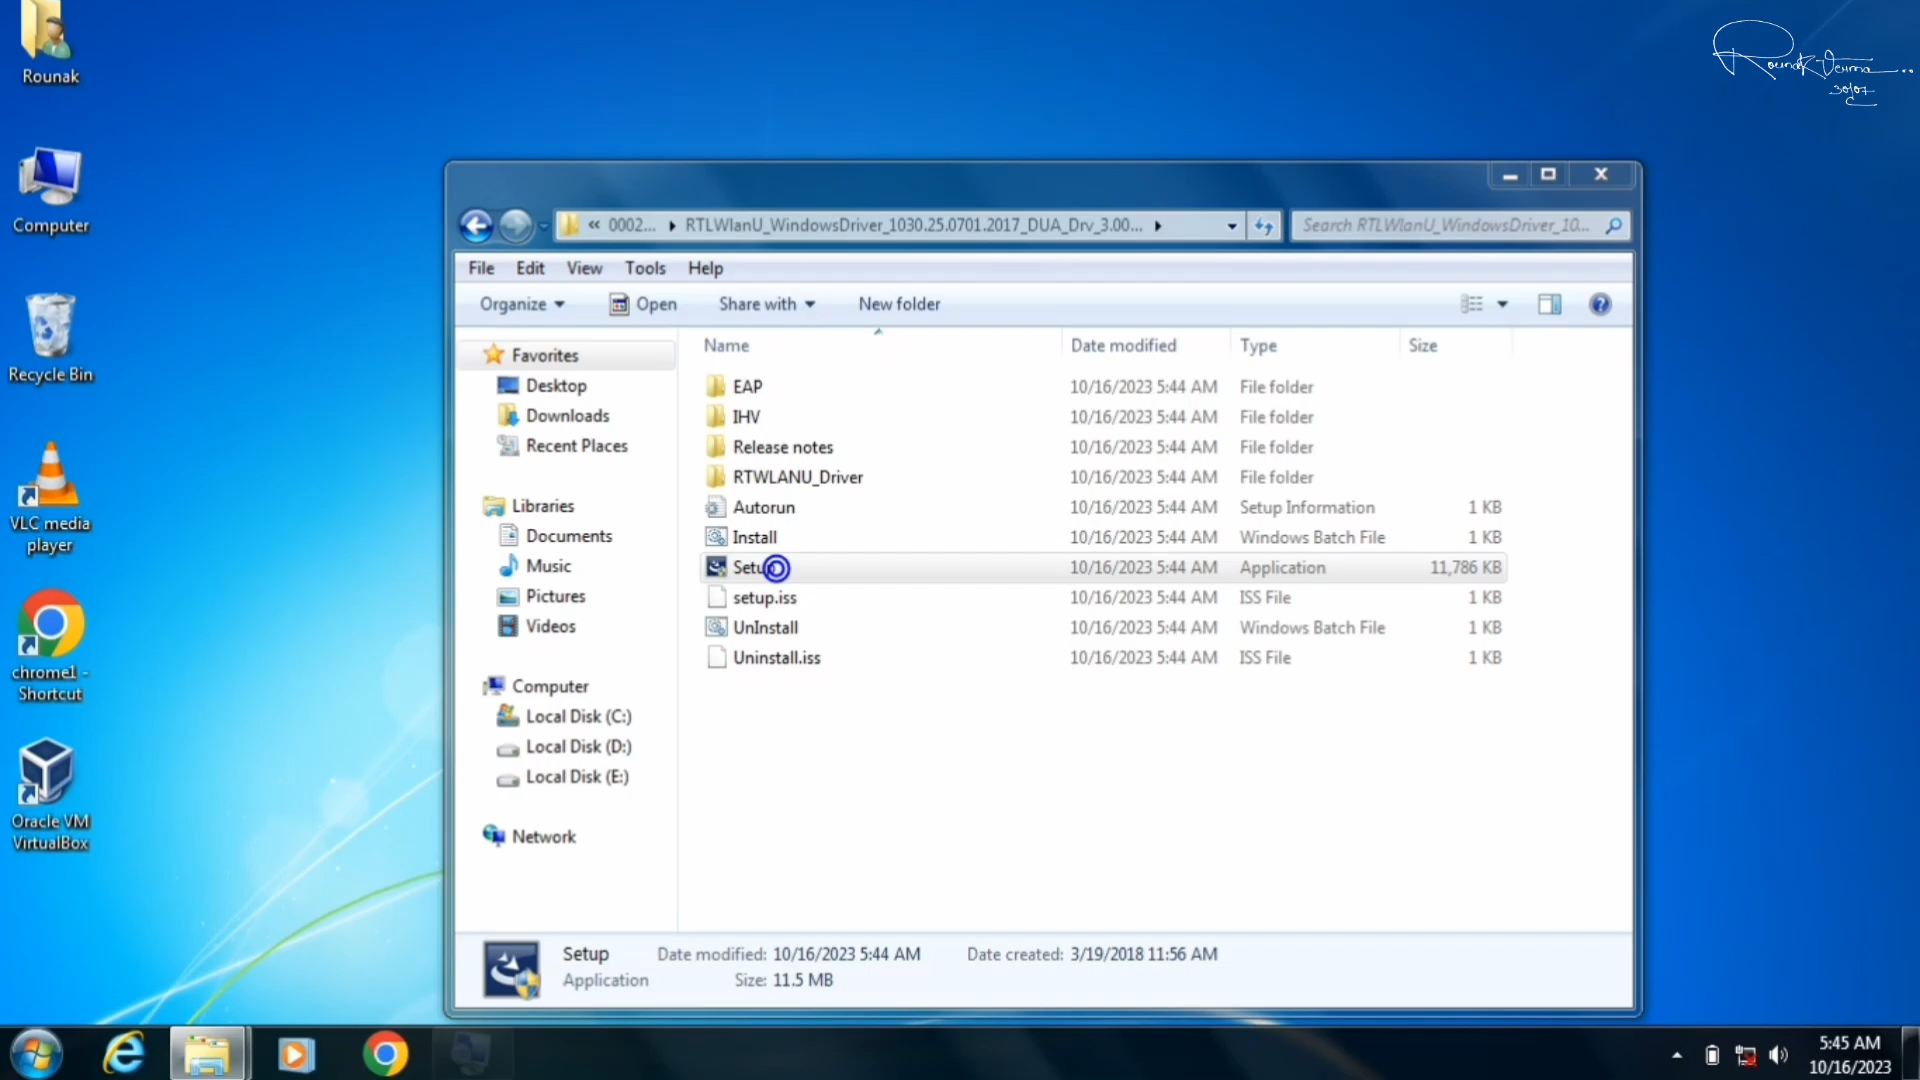 Rounak
Computer
Recycle Bin
VLC media
player
chrome1 -
Shortcut
Oracle VM
VirtualBox
Rounak Verma...
30/07
« 0002... ▸ RTLWlanU_WindowsDriver_1030.25.0701.2017_DUA_Drv_3.00... ▸
Search RTLWlanU_WindowsDriver_10...
File Edit View Tools Help
Organize Open Share with New folder
Favorites
Desktop
Downloads
Recent Places
Libraries
Documents
Music
Pictures
Videos
Computer
Local Disk (C:)
Local Disk (D:)
Local Disk (E:)
Network
Name Date modified Type Size
EAP 10/16/2023 5:44 AM File folder
IHV 10/16/2023 5:44 AM File folder
Release notes 10/16/2023 5:44 AM File folder
RTWLANU_Driver 10/16/2023 5:44 AM File folder
Autorun 10/16/2023 5:44 AM Setup Information 1 KB
Install 10/16/2023 5:44 AM Windows Batch File 1 KB
Setup 10/16/2023 5:44 AM Application 11,786 KB
setup.iss 10/16/2023 5:44 AM ISS File 1 KB
UnInstall 10/16/2023 5:44 AM Windows Batch File 1 KB
Uninstall.iss 10/16/2023 5:44 AM ISS File 1 KB
Setup Date modified: 10/16/2023 5:44 AM Date created: 3/19/2018 11:56 AM
Application Size: 11.5 MB
5:45 AM
10/16/2023